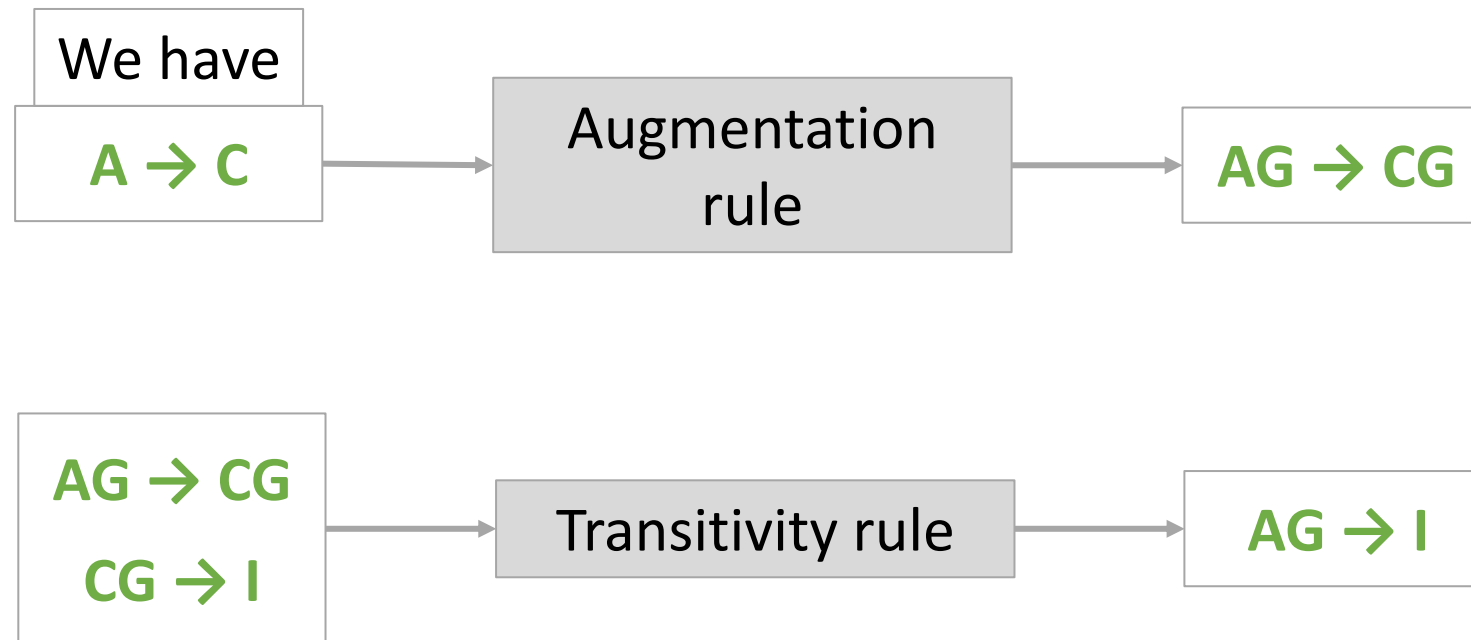 We have
A → C
Augmentation
rule
AG → CG
AG → CG
CG → I
Transitivity rule
AG → I